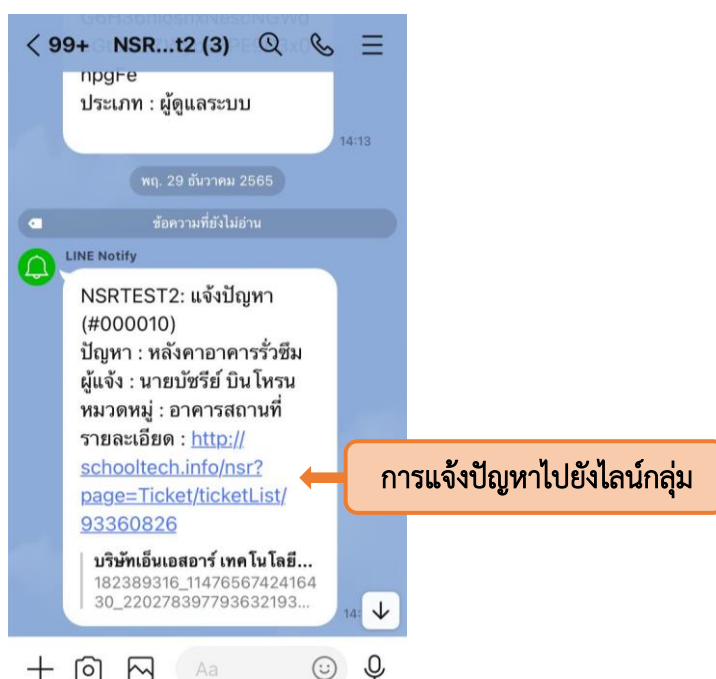 99+ NSR...t2 (3)
npgFe
ประเภท : ผู้ดูแลระบบ
14:13
พฤ. 29 ธันวาคม 2565
ข้อความที่ยังไม่อ่าน
LINE Notify
NSRTEST2: แจ้งปัญหา
(#000010)
ปัญหา : หลังคาอาคารรั่วซึม
ผู้แจ้ง : นายบัซรีย์ บินโหรน
หมวดหมู่ : อาคารสถานที่
รายละเอียด : http://
schooltech.info/nsr?
page=Ticket/ticketList/
93360826
การแจ้งปัญหาไปยังไลน์กลุ่ม
บริษัทเอ็นเอสอาร์ เทคโนโลยี...
182389316_11476567424164
30_220278397793632193...
14:
Aa